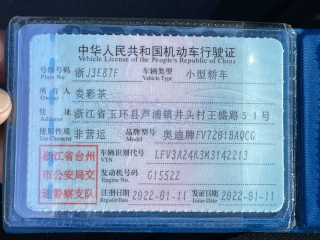 中华人民共和国机动车行驶证
Vehicle License of the People's Republic of China
号牌号码 浙J3E87F 车辆类型 小型轿车
Plate No. Vehicle Type
所有人 类彩茶
Owner
住址 浙江省玉环县芦浦镇井头村王盛路51号
Address
使用性质 非营运 品牌型号 奥迪牌FV7201BAQCG
Use Character Model
浙江省台州 车辆识别代号 LFV3A24K3M3142213
VIN
市公安局交 发动机号码 G15522
Engine No.
通警察支队 注册日期 2022-01-11 发证日期 2022-01-11
Register Date Issue Date